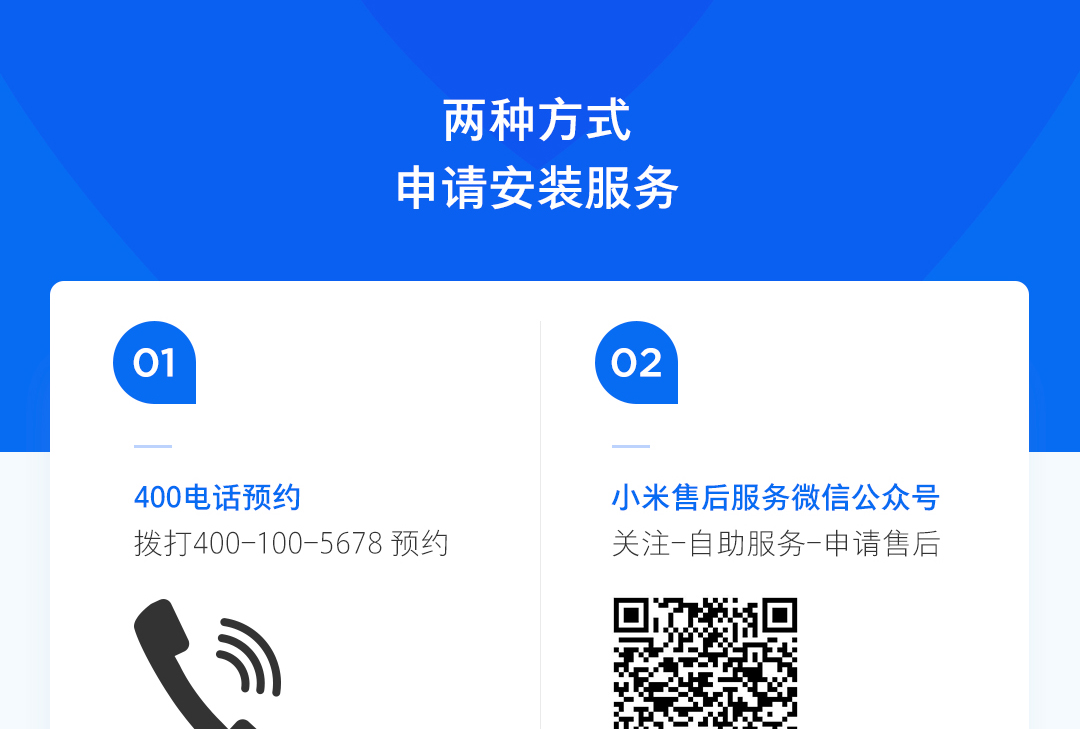 两种方式
申请安装服务
01
400电话预约
拨打400-100-5678 预约
02
小米售后服务微信公众号
关注-自助服务-申请售后